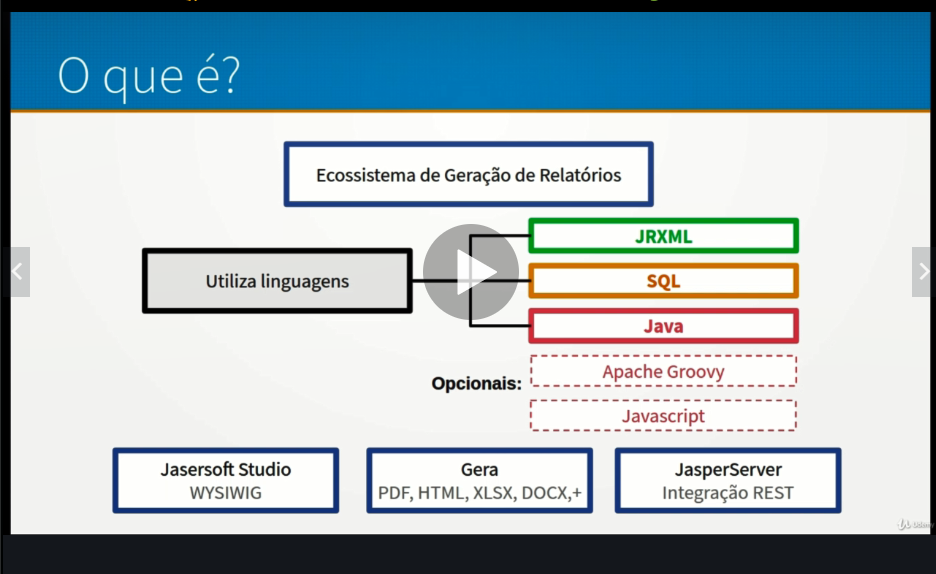 O que é?
Ecossistema de Geração de Relatórios
Utiliza linguagens
JRXML
SQL
Java
Opcionais:
Apache Groovy
Javascript
Jasersoft Studio
WYSIWIG
Gera
PDF, HTML, XLSX, DOCX,+
JasperServer
Integração REST
Udemy